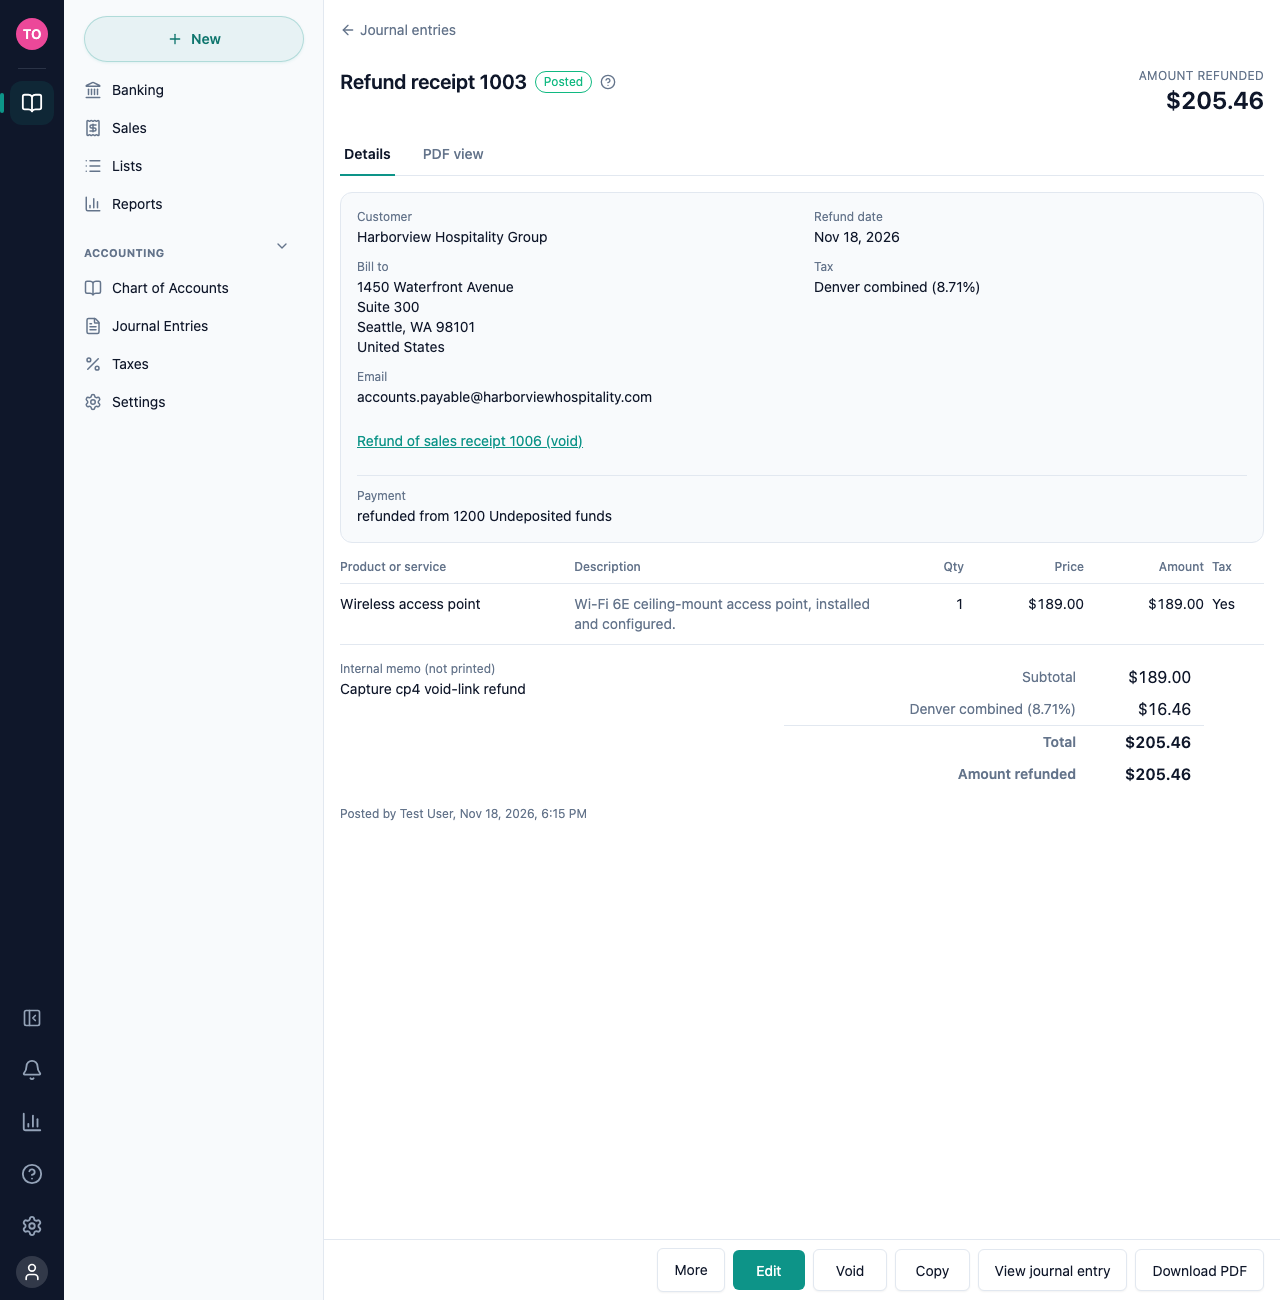 TO
New
Banking
Sales
Lists
Reports
ACCOUNTING
Chart of Accounts
Journal Entries
Taxes
Settings
Journal entries
Refund receipt 1003
Posted
AMOUNT REFUNDED
$205.46
Details
PDF view
Customer
Harborview Hospitality Group
Refund date
Nov 18, 2026
Bill to
1450 Waterfront Avenue
Suite 300
Seattle, WA 98101
United States
Tax
Denver combined (8.71%)
Email
accounts.payable@harborviewhospitality.com
Refund of sales receipt 1006 (void)
Payment
refunded from 1200 Undeposited funds
Product or service Description Qty Price Amount Tax
Wireless access point Wi-Fi 6E ceiling-mount access point, installed 1 $189.00 $189.00 Yes
and configured.
Internal memo (not printed)
Capture cp4 void-link refund
Subtotal $189.00
Denver combined (8.71%) $16.46
Total $205.46
Amount refunded $205.46
Posted by Test User, Nov 18, 2026, 6:15 PM
More
Edit
Void
Copy
View journal entry
Download PDF